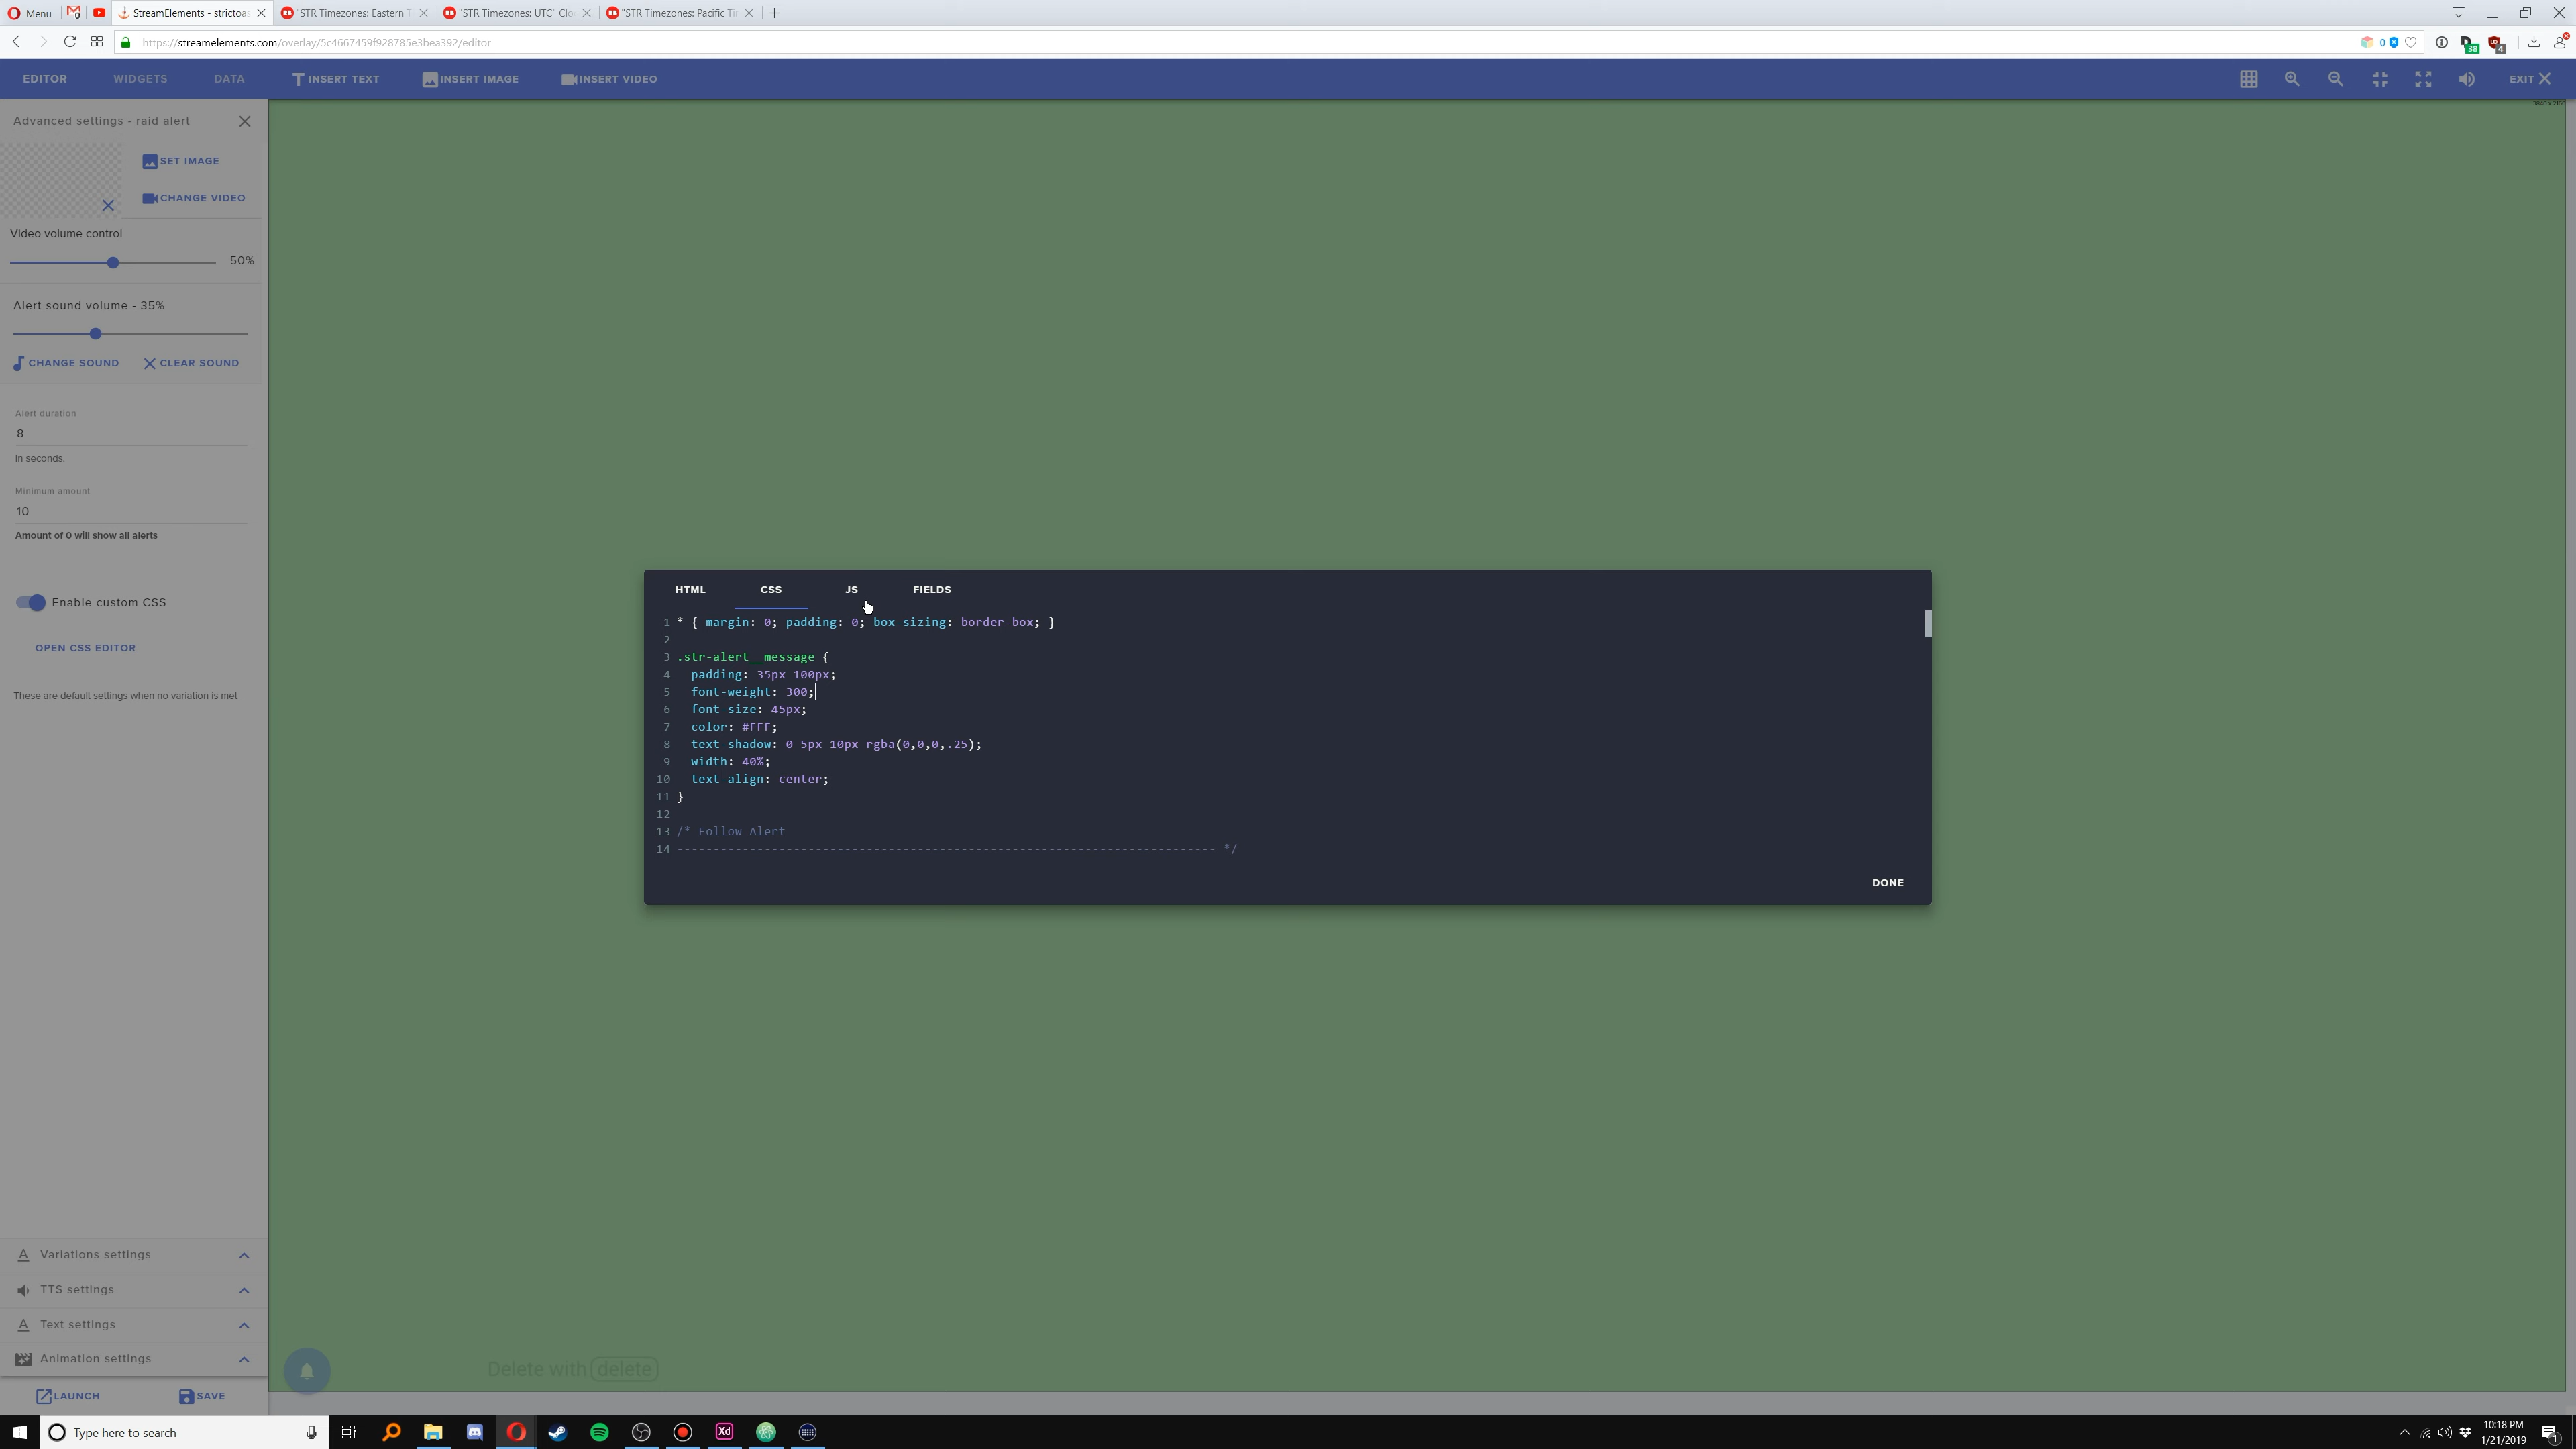 Menu
StreamElements - strictoas
"STR Timezones: Eastern T
"STR Timezones: UTC" Clo
"STR Timezones: Pacific Ti
https://streamelements.com/overlay/5c4667459f928785e3bea392/editor
0
38
4
EDITOR WIDGETS DATA INSERT TEXT INSERT IMAGE INSERT VIDEO EXIT
3840 x 2160
Advanced settings - raid alert
SET IMAGE
CHANGE VIDEO
Video volume control
50%
Alert sound volume - 35%
CHANGE SOUND CLEAR SOUND
Alert duration
8
In seconds.
Minimum amount
10
Amount of 0 will show all alerts
Enable custom CSS
OPEN CSS EDITOR
These are default settings when no variation is met
HTML CSS JS FIELDS
1 * { margin: 0; padding: 0; box-sizing: border-box; }
2
3 .str-alert__message {
4 padding: 35px 100px;
5 font-weight: 300;
6 font-size: 45px;
7 color: #FFF;
8 text-shadow: 0 5px 10px rgba(0,0,0,.25);
9 width: 40%;
10 text-align: center;
11 }
12
13 /* Follow Alert
14 -------------------------------------------------------------------------- */
DONE
Variations settings
TTS settings
Text settings
Animation settings
Delete with delete
LAUNCH SAVE
Type here to search
Xd
10:18 PM
1/21/2019
1